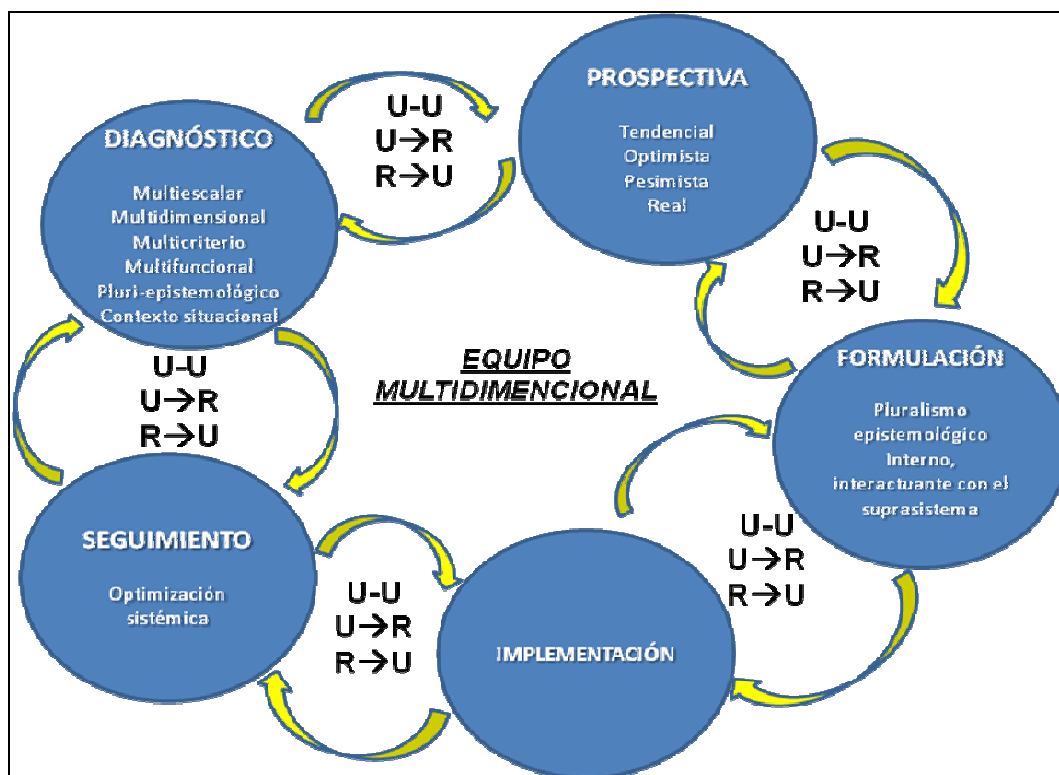 DIAGNÓSTICO
Multiescalar
Multidimensional
Multicriterio
Multifuncional
Pluri-epistemológico
Contexto situacional
U-U
U→R
R→U
PROSPECTIVA
Tendencial
Optimista
Pesimista
Real
U-U
U→R
R→U
FORMULACIÓN
Pluralismo
epistemológico
Interno,
interactuante con el
suprasistema
U-U
U→R
R→U
EQUIPO
MULTIDIMENCIONAL
U-U
U→R
R→U
SEGUIMIENTO
Optimización
sistémica
U-U
U→R
R→U
IMPLEMENTACIÓN